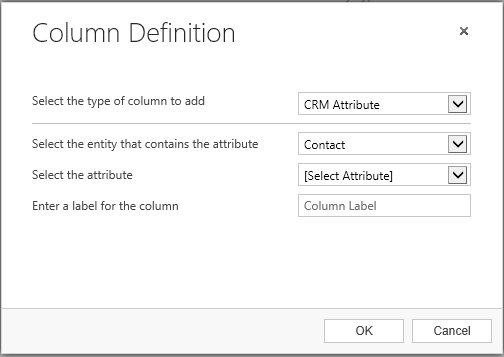 Column Definition
Select the type of column to add
CRM Attribute
Select the entity that contains the attribute
Contact
Select the attribute
[Select Attribute]
Enter a label for the column
Column Label
OK
Cancel